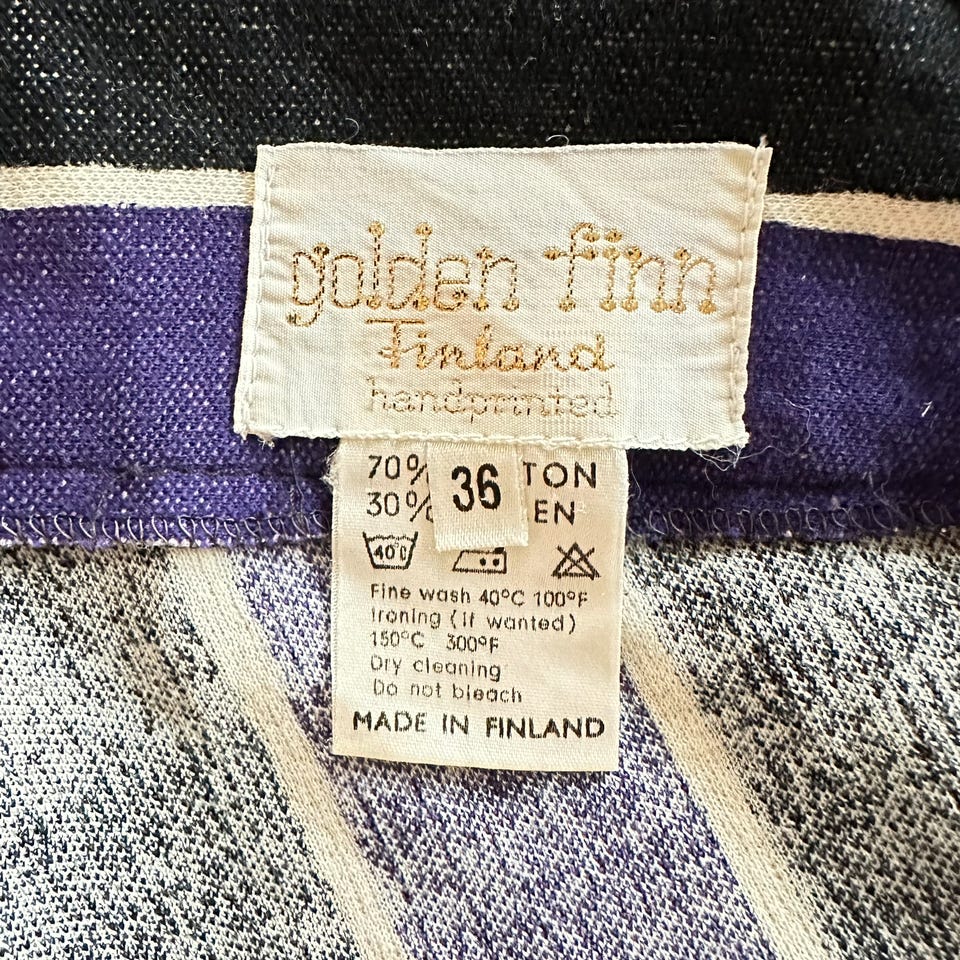 golden finn
Finland
handprinted
70% TON
36
30% EN
40°C
Fine wash 40°C 100°F
Ironing (if wanted)
150°C 300°F
Dry cleaning
Do not bleach
MADE IN FINLAND